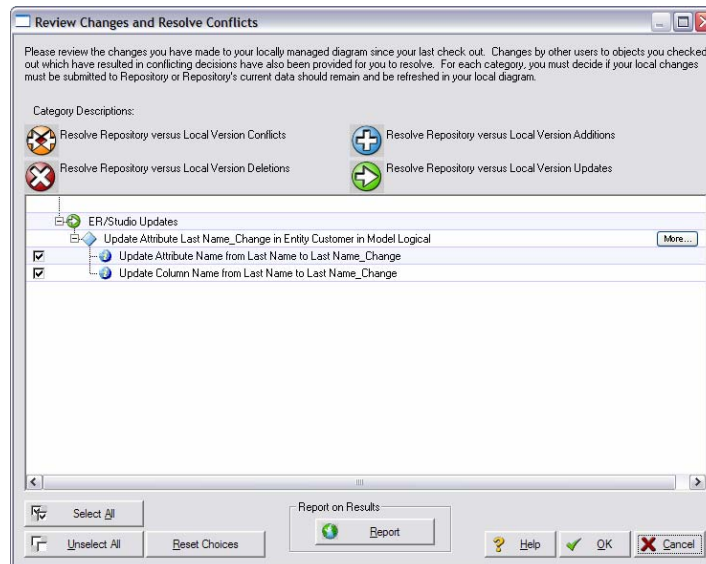 Review Changes and Resolve Conflicts
Please review the changes you have made to your locally managed diagram since your last check out. Changes by other users to objects you checked
out which have resulted in conflicting decisions have also been provided for you to resolve. For each category, you must decide if your local changes
must be submitted to Repository or Repository's current data should remain and be refreshed in your local diagram.
Category Descriptions:
Resolve Repository versus Local Version Conflicts
Resolve Repository versus Local Version Additions
Resolve Repository versus Local Version Deletions
Resolve Repository versus Local Version Updates
ER/Studio Updates
Update Attribute Last Name_Change in Entity Customer in Model Logical
More...
Update Attribute Name from Last Name to Last Name_Change
Update Column Name from Last Name to Last Name_Change
Select All
Report on Results
Report
Unselect All
Reset Choices
Help
OK
Cancel